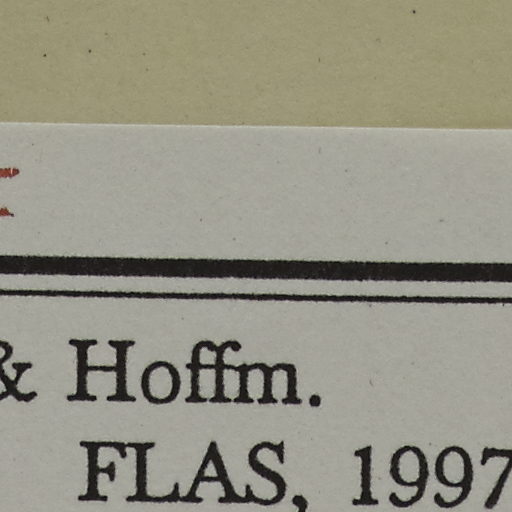 & Hoffm.
FLAS, 1997